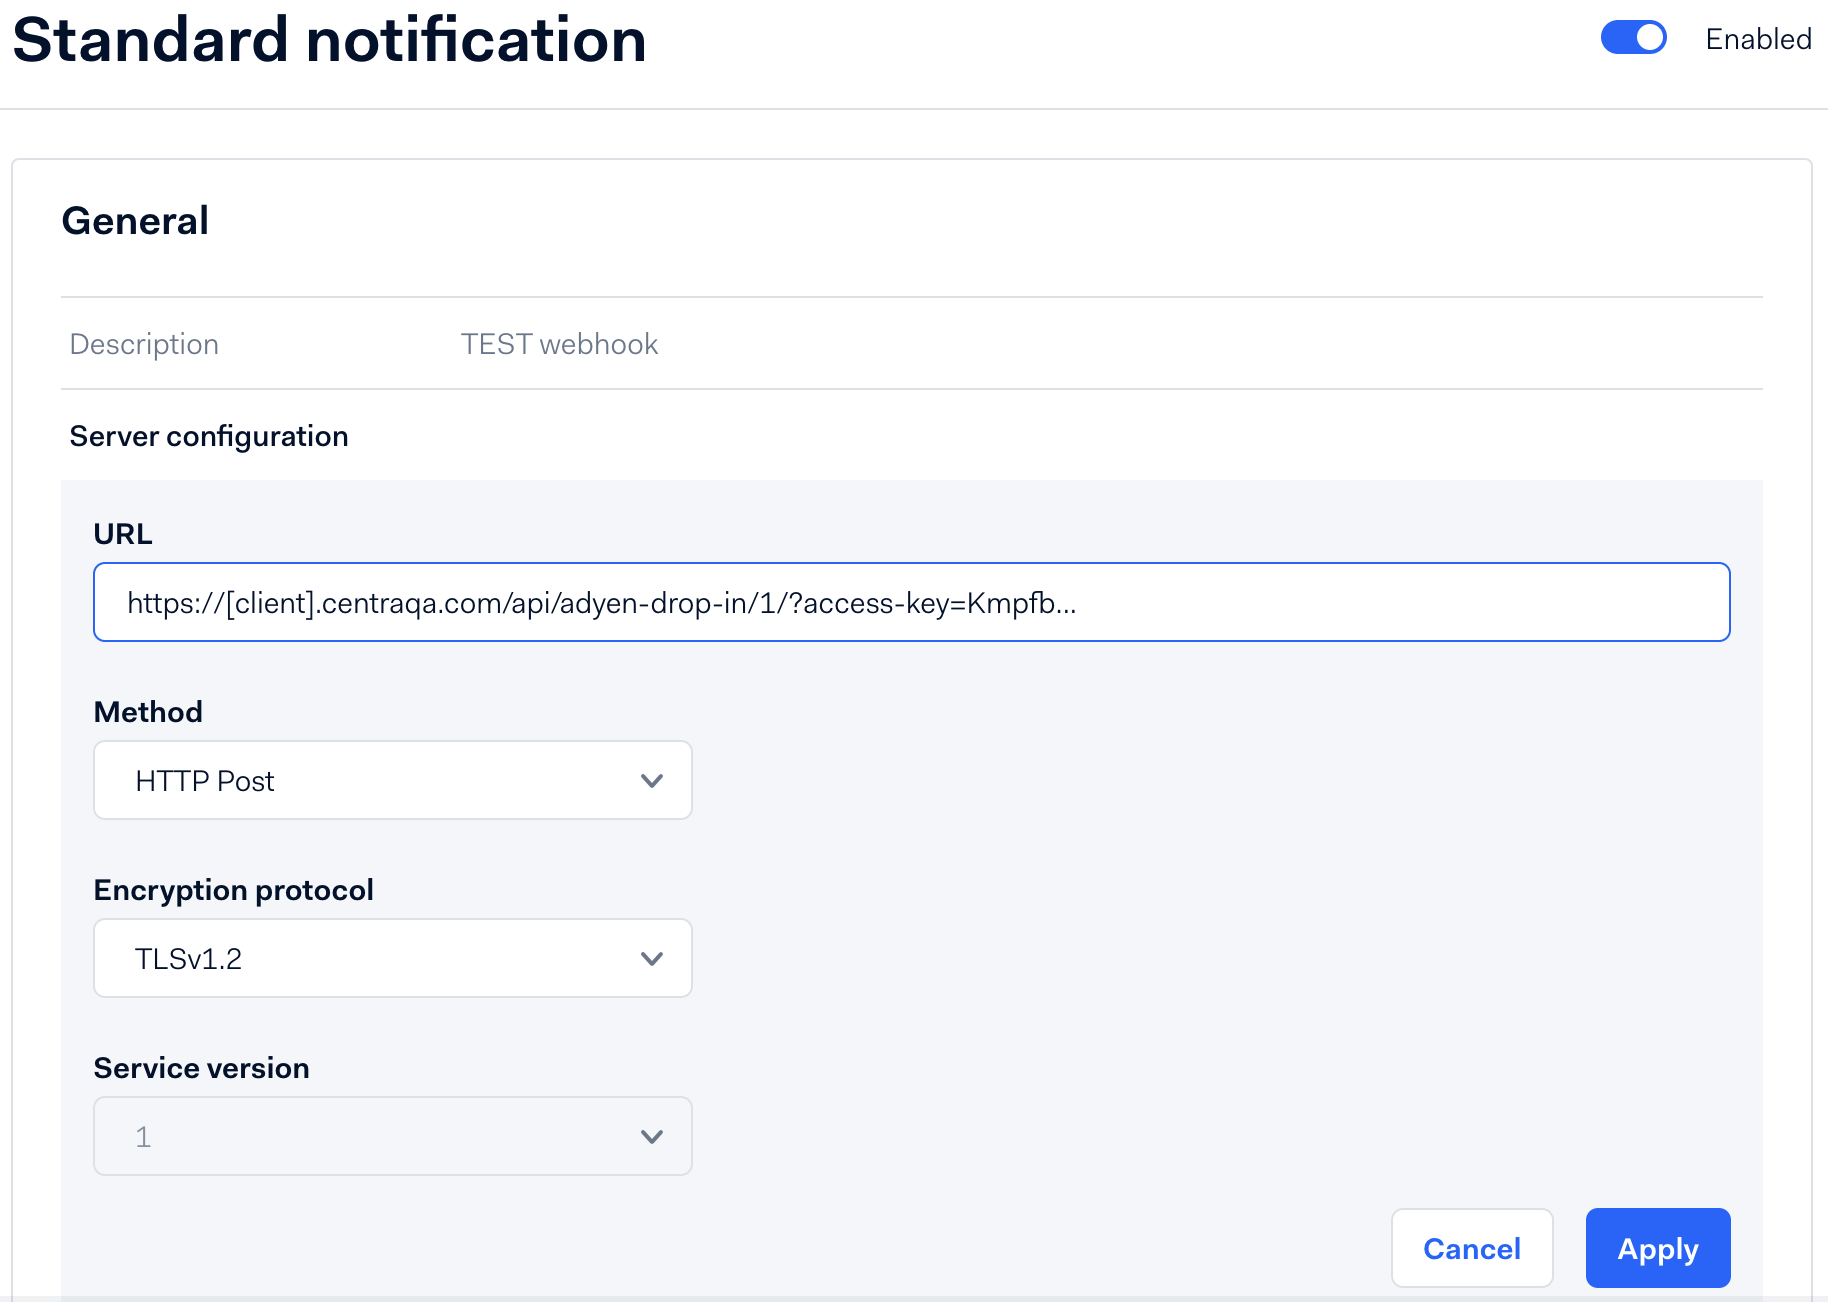 Standard notification
Enabled
General
Description TEST webhook
Server configuration
URL
https://[client].centraqa.com/api/adyen-drop-in/1/?access-key=Kmpfb...
Method
HTTP Post
Encryption protocol
TLSv1.2
Service version
1
Cancel Apply